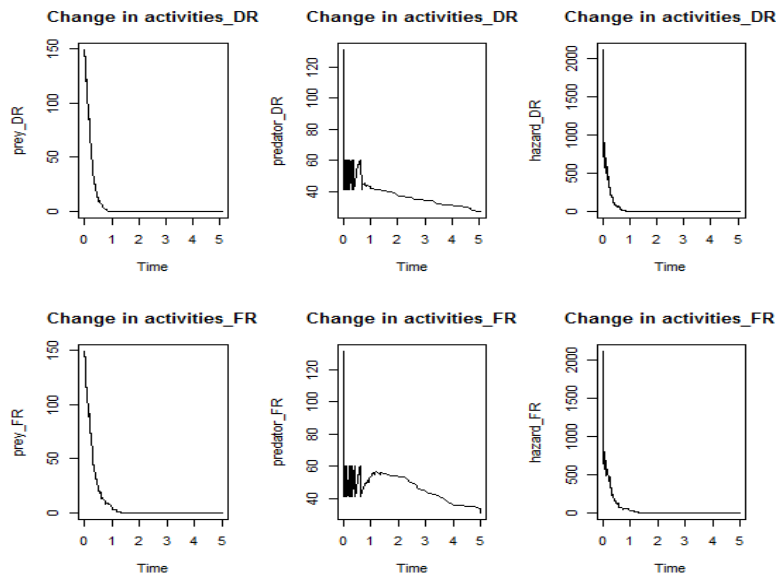 Change in activities_DR
prey_DR
150
100
50
0
0 1 2 3 4 5
Time
Change in activities_DR
predator_DR
120
100
80
60
40
0 1 2 3 4 5
Time
Change in activities_DR
hazard_DR
2000
1500
1000
500
0
0 1 2 3 4 5
Time
Change in activities_FR
prey_FR
150
100
50
0
0 1 2 3 4 5
Time
Change in activities_FR
predator_FR
120
100
80
60
40
0 1 2 3 4 5
Time
Change in activities_FR
hazard_FR
2000
1500
1000
500
0
0 1 2 3 4 5
Time